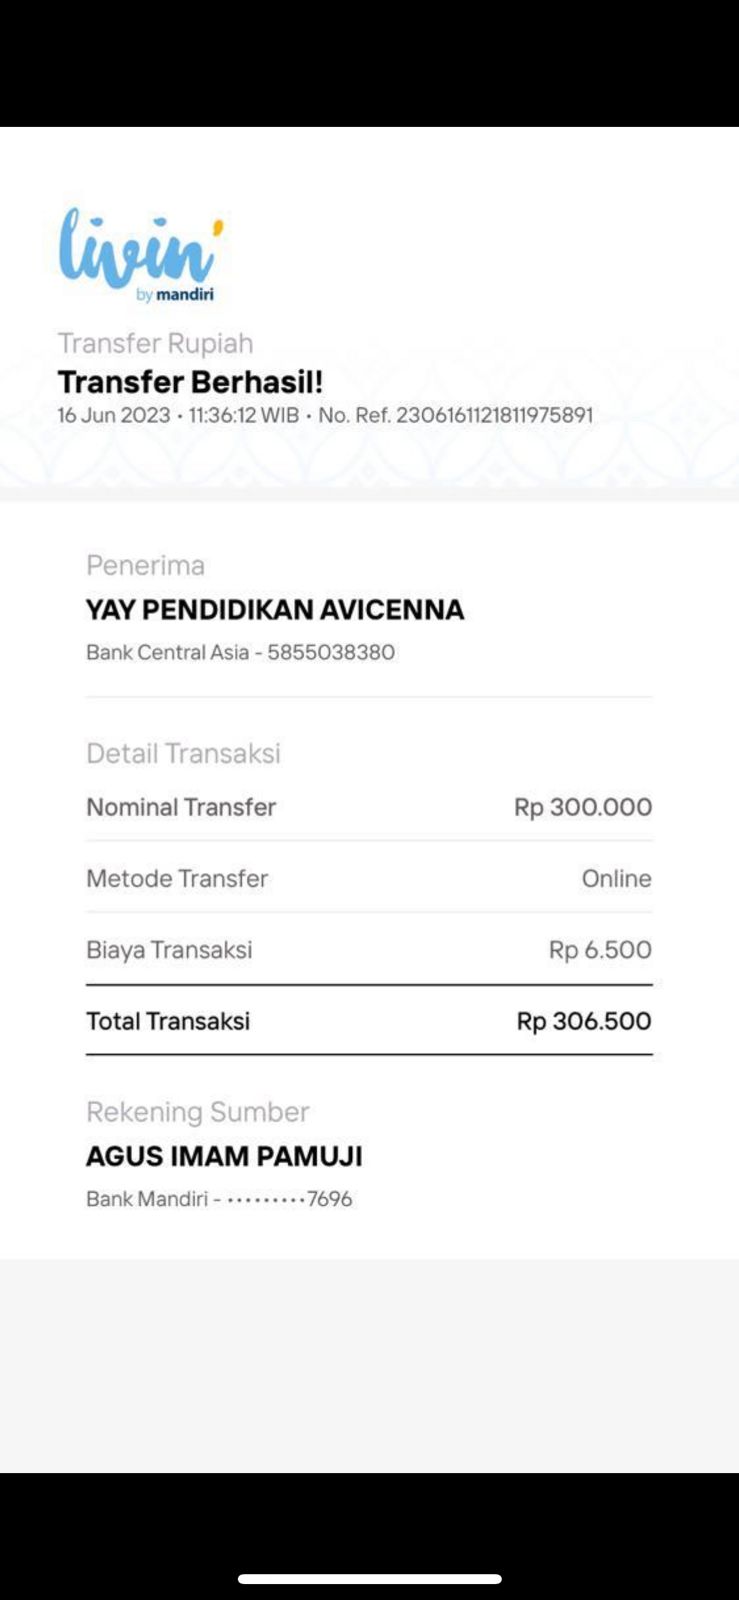 livin'
by mandiri
Transfer Rupiah
Transfer Berhasil!
16 Jun 2023 • 11:36:12 WIB • No. Ref. 2306161121811975891
Penerima
YAY PENDIDIKAN AVICENNA
Bank Central Asia - 5855038380
Detail Transaksi
Nominal Transfer Rp 300.000
Metode Transfer Online
Biaya Transaksi Rp 6.500
Total Transaksi Rp 306.500
Rekening Sumber
AGUS IMAM PAMUJI
Bank Mandiri - •••••••••7696